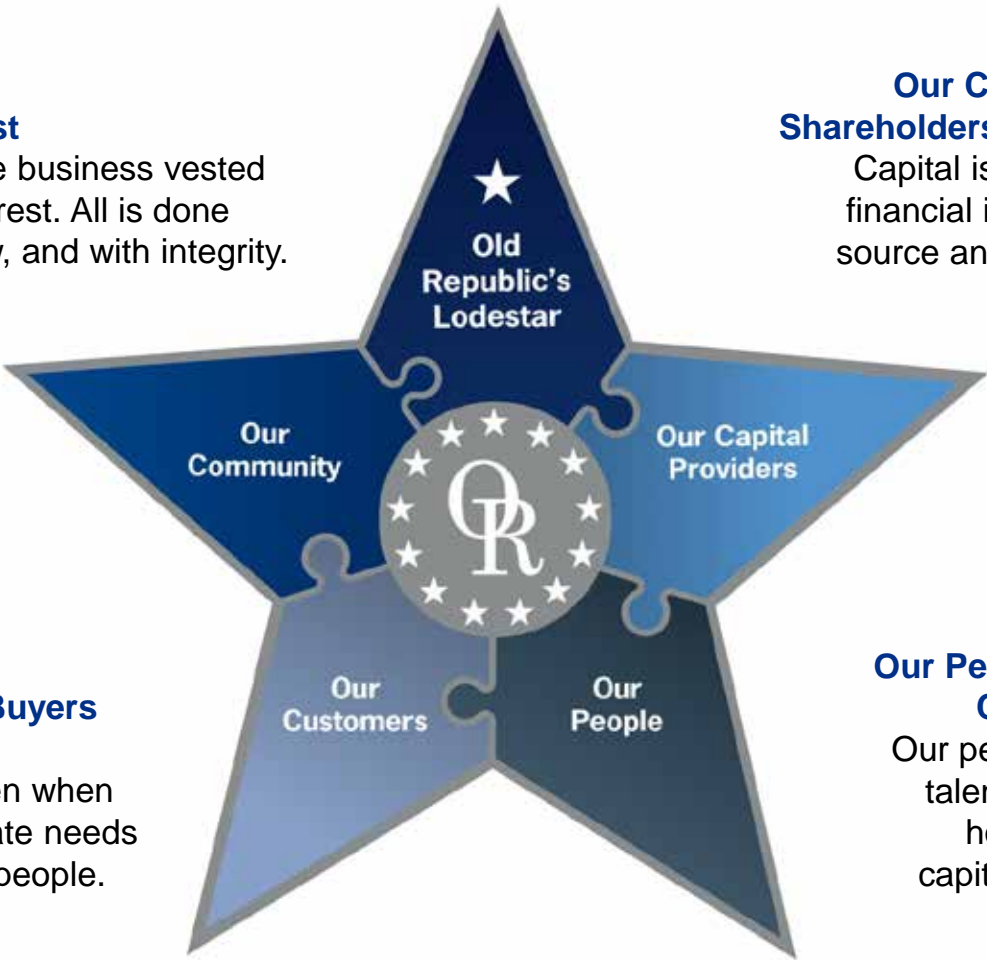 Our C
st
Shareholders
e business vested
rest. All is done
, and with integrity.
Capital is
financial i
source an
Old
Republic's
Lodestar
Our
Community
Our Capital
Providers
OR
Our
Customers
Our
People
Buyers
en when
ate needs
people.
Our Pe
C
Our pe
taler
he
capit